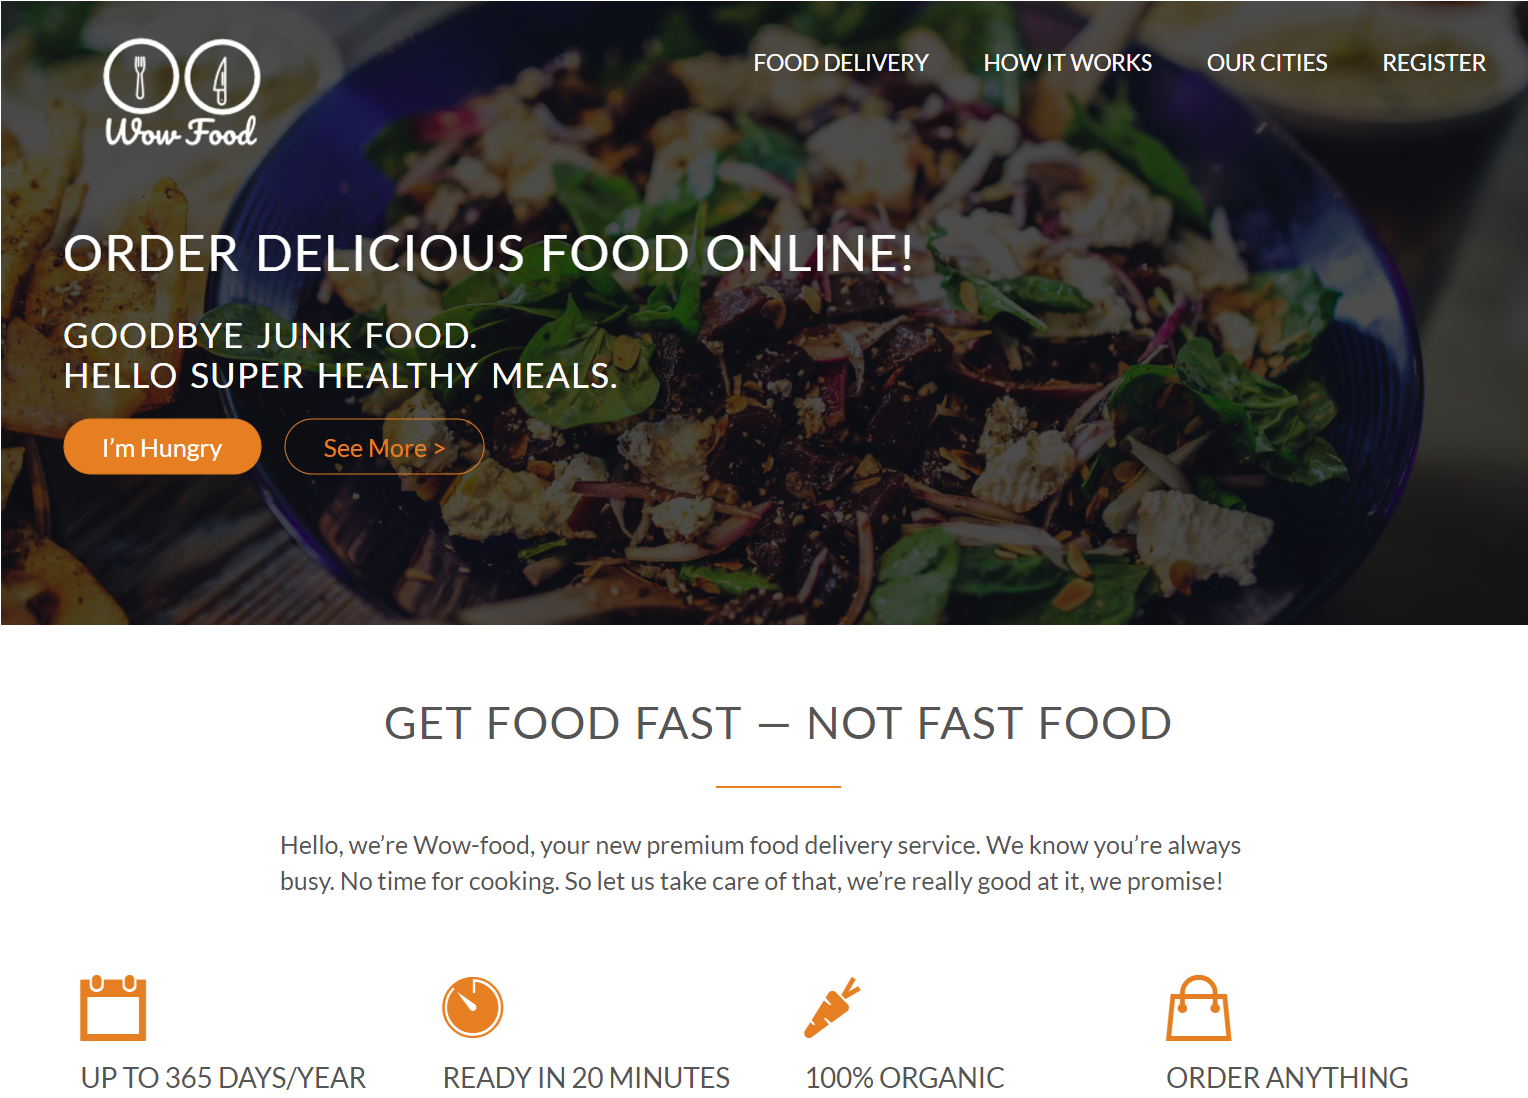 Wow Food
FOOD DELIVERY
HOW IT WORKS
OUR CITIES
REGISTER
ORDER DELICIOUS FOOD ONLINE!
GOODBYE JUNK FOOD.
HELLO SUPER HEALTHY MEALS.
I’m Hungry
See More >
GET FOOD FAST — NOT FAST FOOD
Hello, we’re Wow-food, your new premium food delivery service. We know you’re always
busy. No time for cooking. So let us take care of that, we’re really good at it, we promise!
UP TO 365 DAYS/YEAR
READY IN 20 MINUTES
100% ORGANIC
ORDER ANYTHING